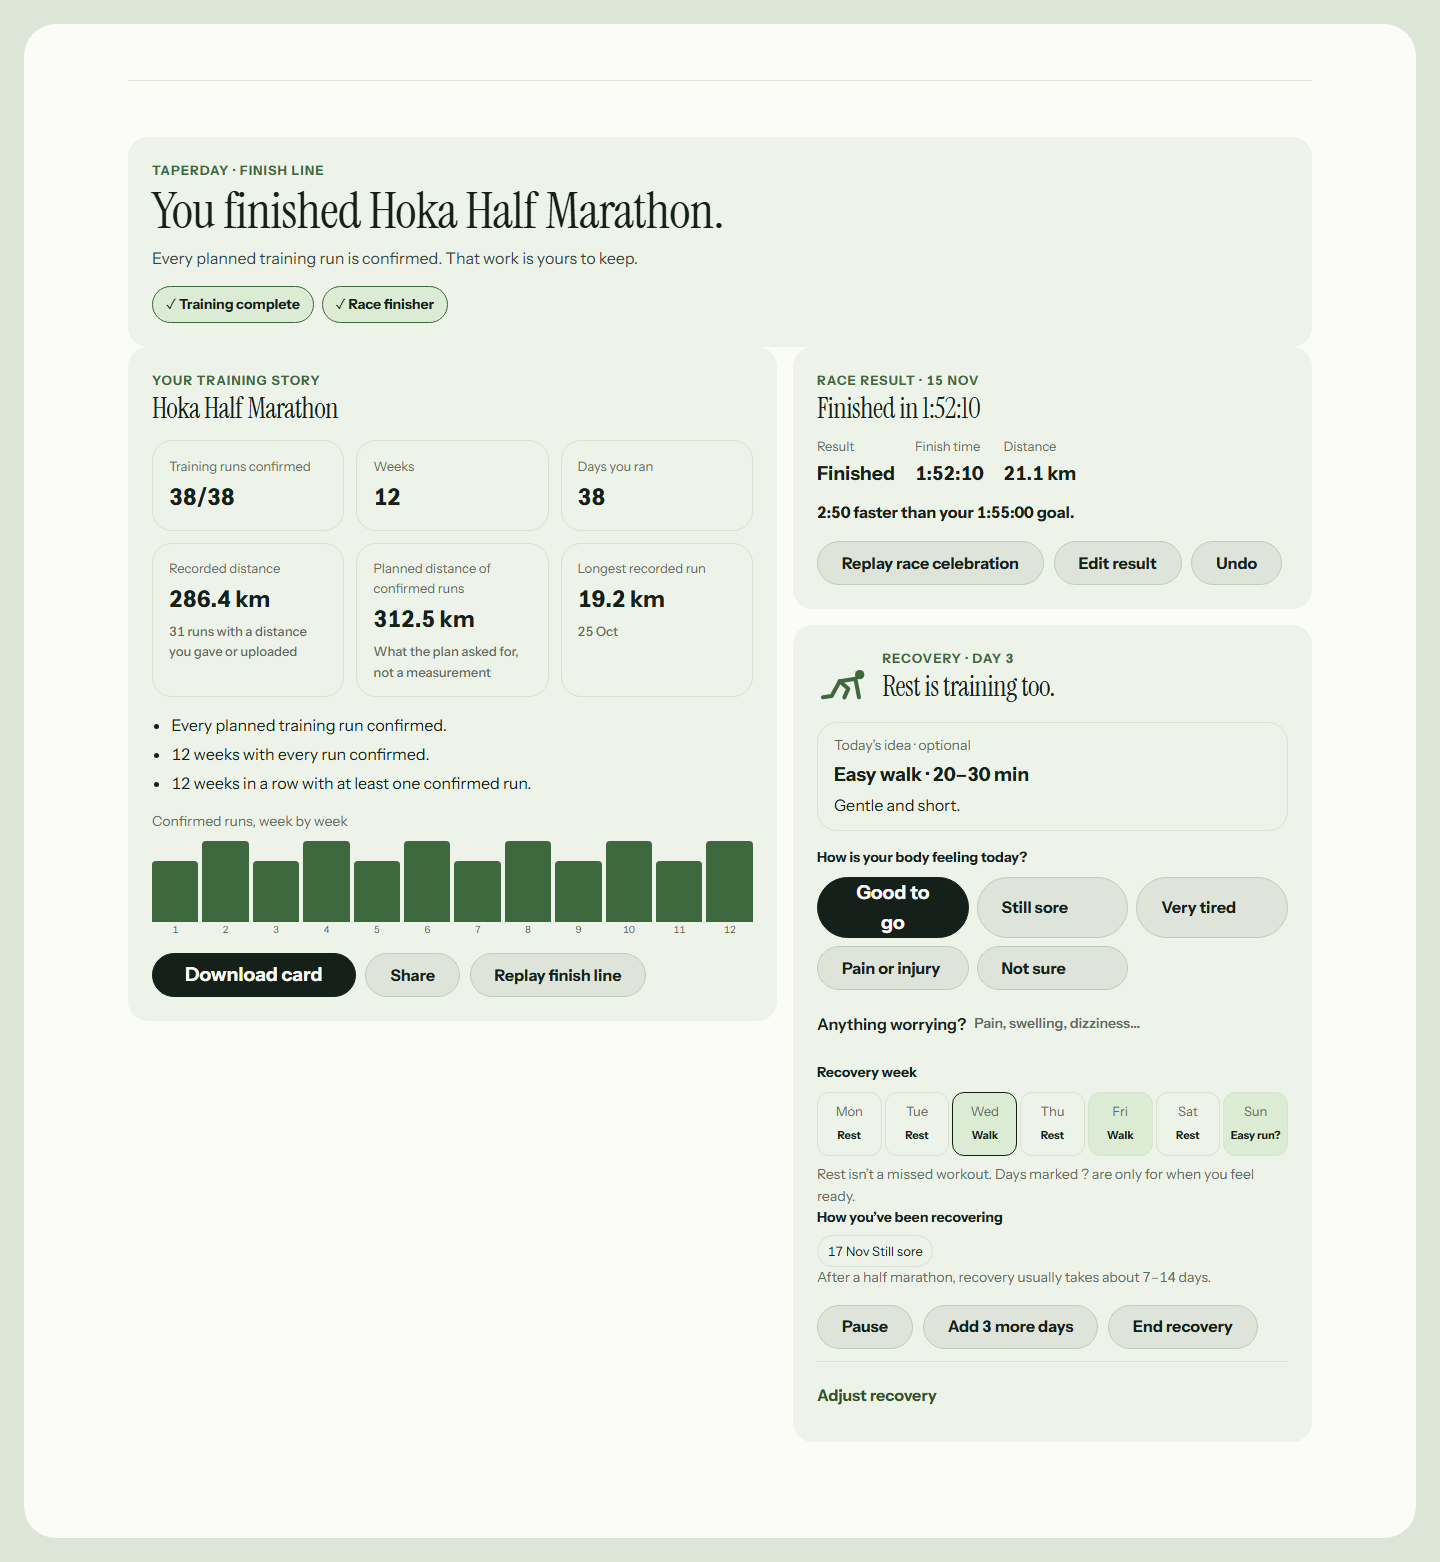 TAPERDAY · FINISH LINE
You finished Hoka Half Marathon.
Every planned training run is confirmed. That work is yours to keep.
✓ Training complete
✓ Race finisher
YOUR TRAINING STORY
Hoka Half Marathon
Training runs confirmed
38/38
Weeks
12
Days you ran
38
Recorded distance
286.4 km
31 runs with a distance
you gave or uploaded
Planned distance of
confirmed runs
312.5 km
What the plan asked for,
not a measurement
Longest recorded run
19.2 km
25 Oct
• Every planned training run confirmed.
• 12 weeks with every run confirmed.
• 12 weeks in a row with at least one confirmed run.
Confirmed runs, week by week
1 2 3 4 5 6 7 8 9 10 11 12
Download card
Share
Replay finish line
RACE RESULT · 15 NOV
Finished in 1:52:10
Result
Finished
Finish time
1:52:10
Distance
21.1 km
2:50 faster than your 1:55:00 goal.
Replay race celebration
Edit result
Undo
RECOVERY · DAY 3
Rest is training too.
Today’s idea · optional
Easy walk · 20–30 min
Gentle and short.
How is your body feeling today?
Good to
go
Still sore
Very tired
Pain or injury
Not sure
Anything worrying? Pain, swelling, dizziness…
Recovery week
Mon
Rest
Tue
Rest
Wed
Walk
Thu
Rest
Fri
Walk
Sat
Rest
Sun
Easy run?
Rest isn’t a missed workout. Days marked ? are only for when you feel
ready.
How you’ve been recovering
17 Nov Still sore
After a half marathon, recovery usually takes about 7–14 days.
Pause
Add 3 more days
End recovery
Adjust recovery